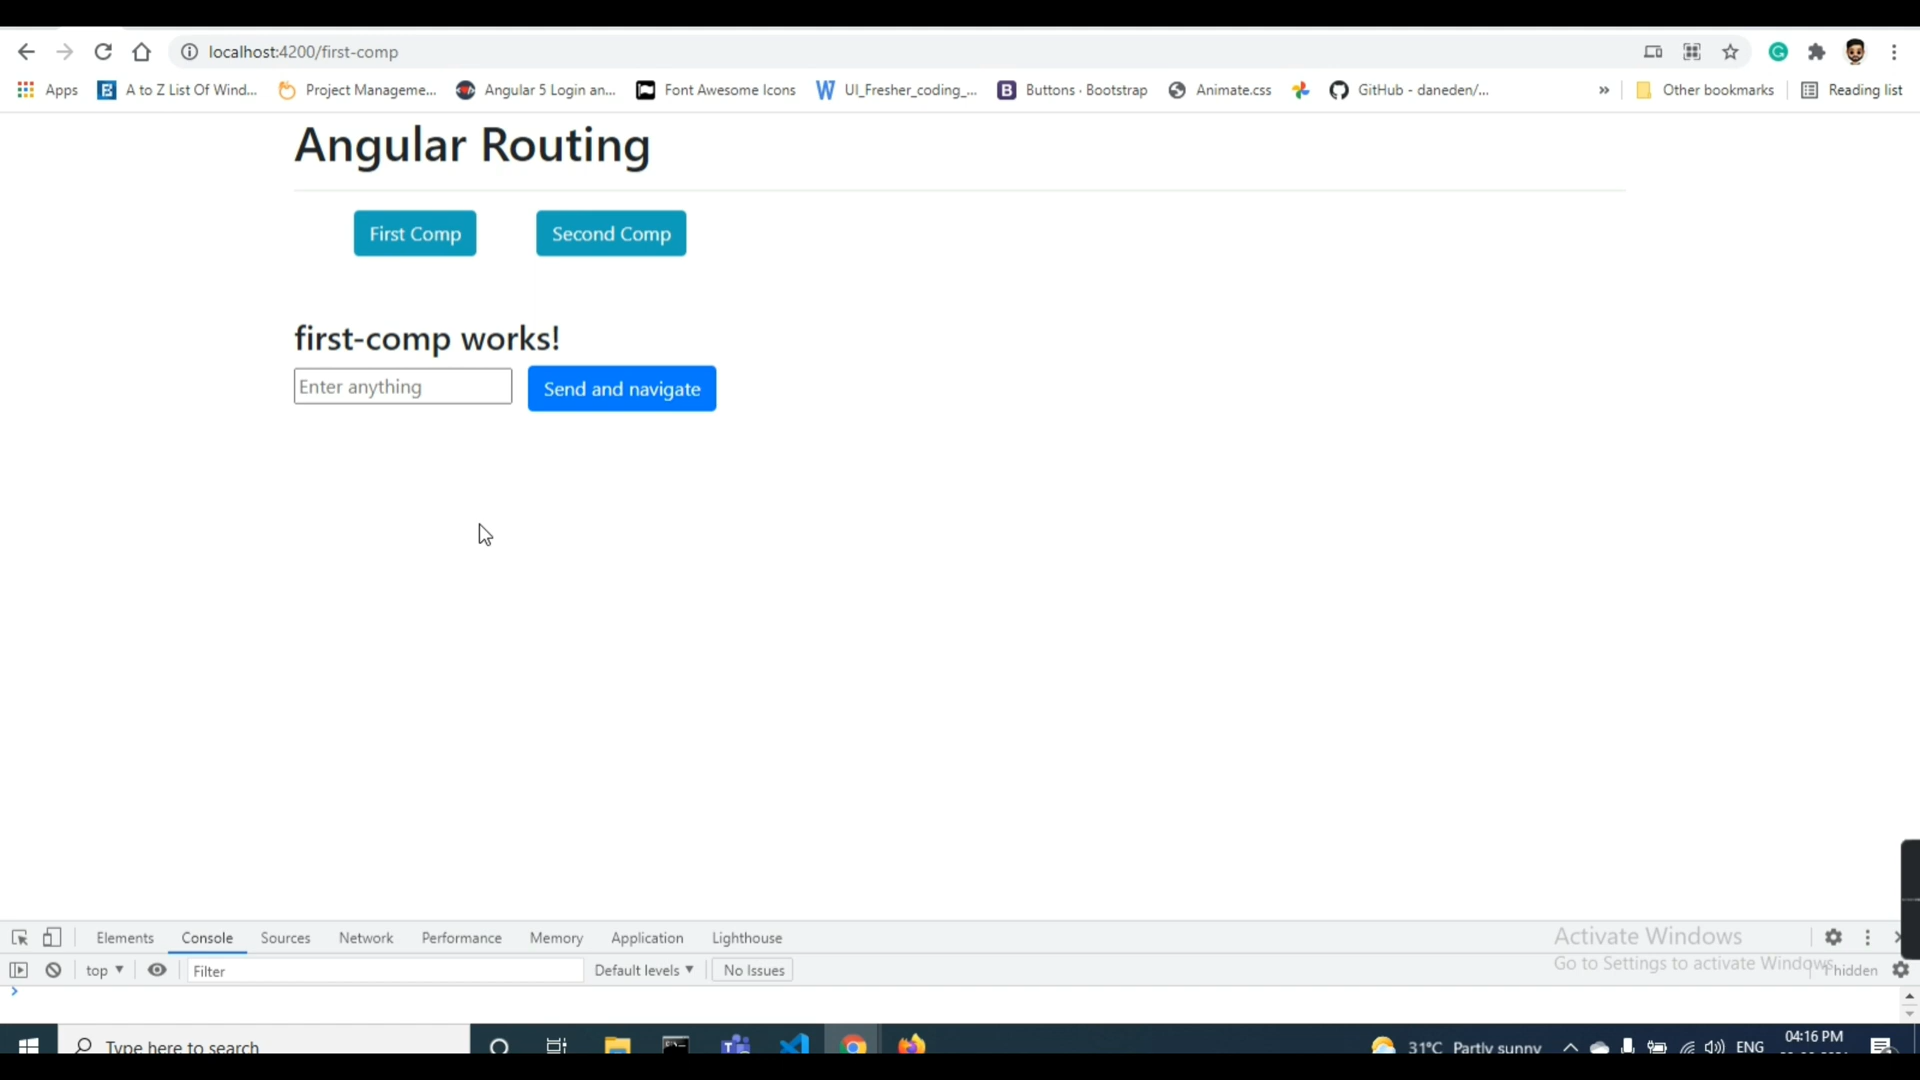 localhost:4200/first-comp
Apps A to Z List Of Wind... Project Manageme... Angular 5 Login an... Font Awesome Icons UI_Fresher_coding_... Buttons · Bootstrap Animate.css GitHub - daneden/... » Other bookmarks Reading list
Angular Routing
First Comp Second Comp
first-comp works!
Enter anything Send and navigate
Elements Console Sources Network Performance Memory Application Lighthouse
Activate Windows
top Filter Default levels No Issues
Go to Settings to activate Windows.
hidden
Type here to search
31°C Partly sunny ENG 04:16 PM